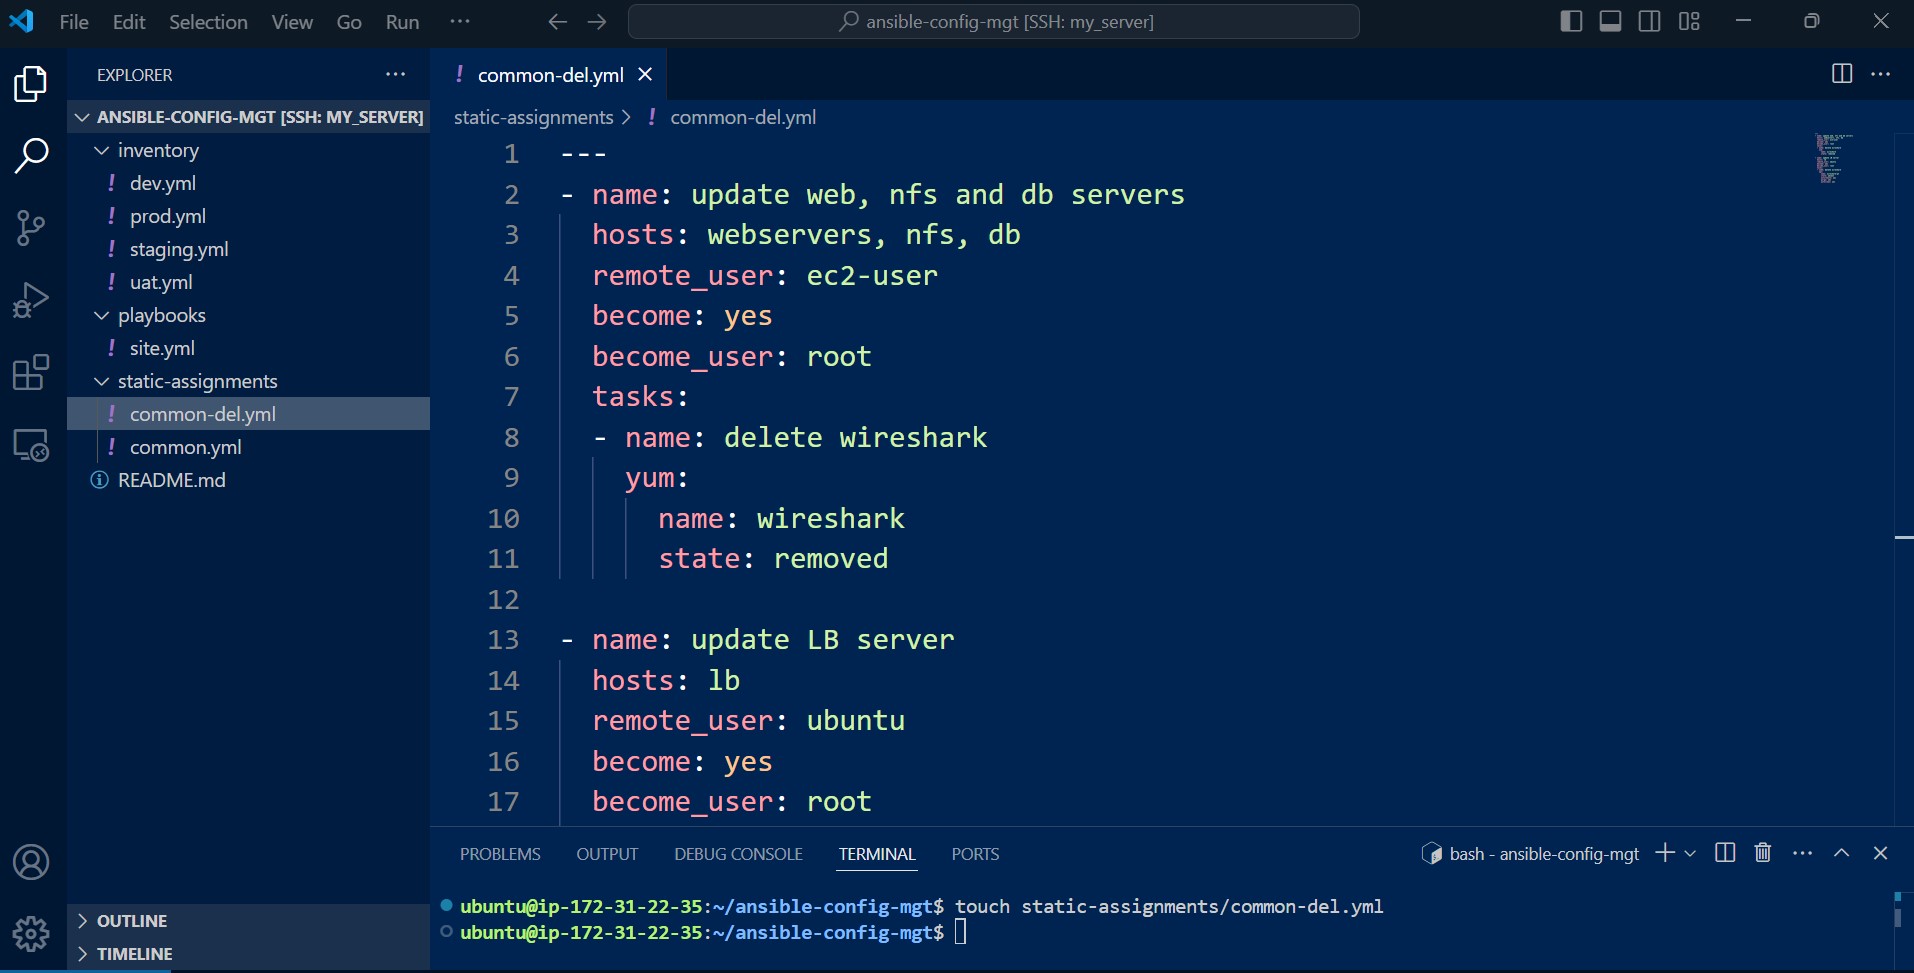 File Edit Selection View Go Run ···
ansible-config-mgt [SSH: my_server]
EXPLORER
ANSIBLE-CONFIG-MGT [SSH: MY_SERVER]
inventory
! dev.yml
! prod.yml
! staging.yml
! uat.yml
playbooks
! site.yml
static-assignments
! common-del.yml
! common.yml
README.md
OUTLINE
TIMELINE
! common-del.yml
static-assignments > ! common-del.yml
1 ---
2 - name: update web, nfs and db servers
3 hosts: webservers, nfs, db
4 remote_user: ec2-user
5 become: yes
6 become_user: root
7 tasks:
8 - name: delete wireshark
9 yum:
10 name: wireshark
11 state: removed
12
13 - name: update LB server
14 hosts: lb
15 remote_user: ubuntu
16 become: yes
17 become_user: root
PROBLEMS OUTPUT DEBUG CONSOLE TERMINAL PORTS
bash - ansible-config-mgt
ubuntu@ip-172-31-22-35:~/ansible-config-mgt$ touch static-assignments/common-del.yml
ubuntu@ip-172-31-22-35:~/ansible-config-mgt$